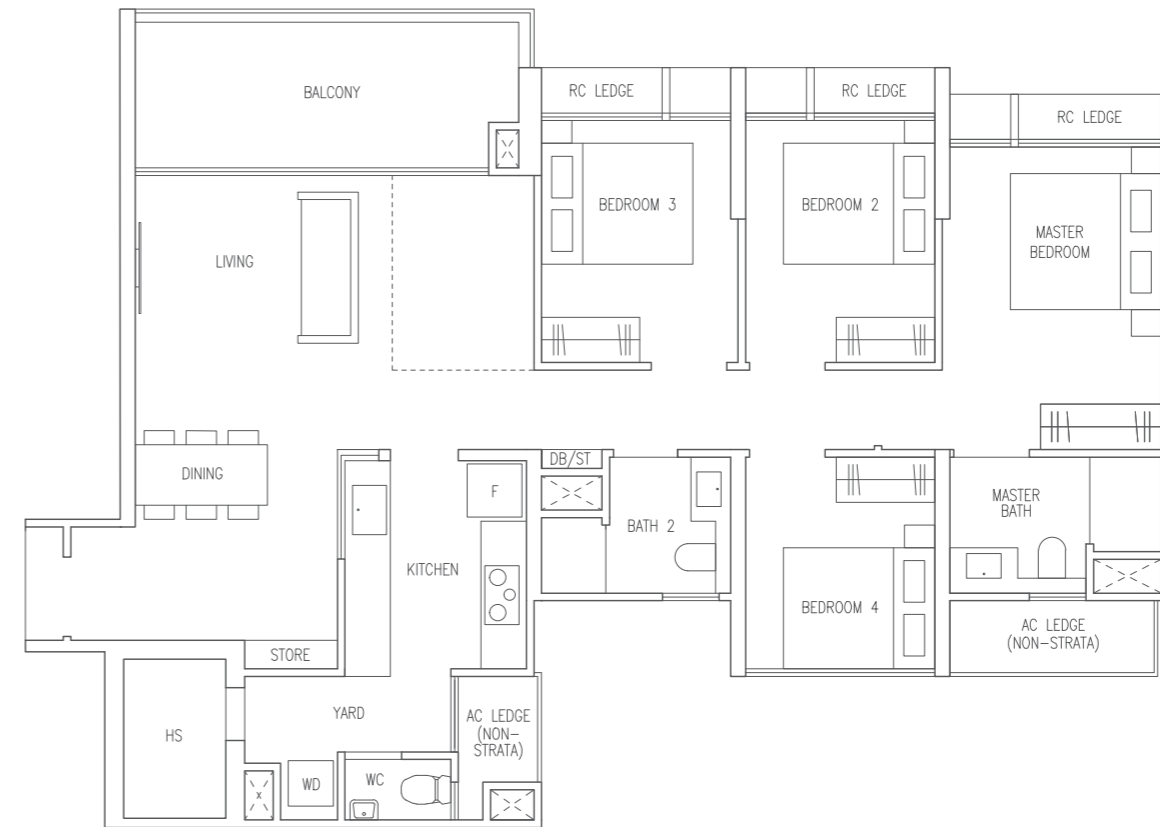 BALCONY
RC LEDGE
RC LEDGE
RC LEDGE
BEDROOM 3
BEDROOM 2
MASTER
BEDROOM
LIVING
DINING
DB/ST
F
BATH 2
MASTER
BATH
KITCHEN
BEDROOM 4
AC LEDGE
(NON-STRATA)
STORE
YARD
HS
AC LEDGE
(NON-
STRATA)
WD
WC